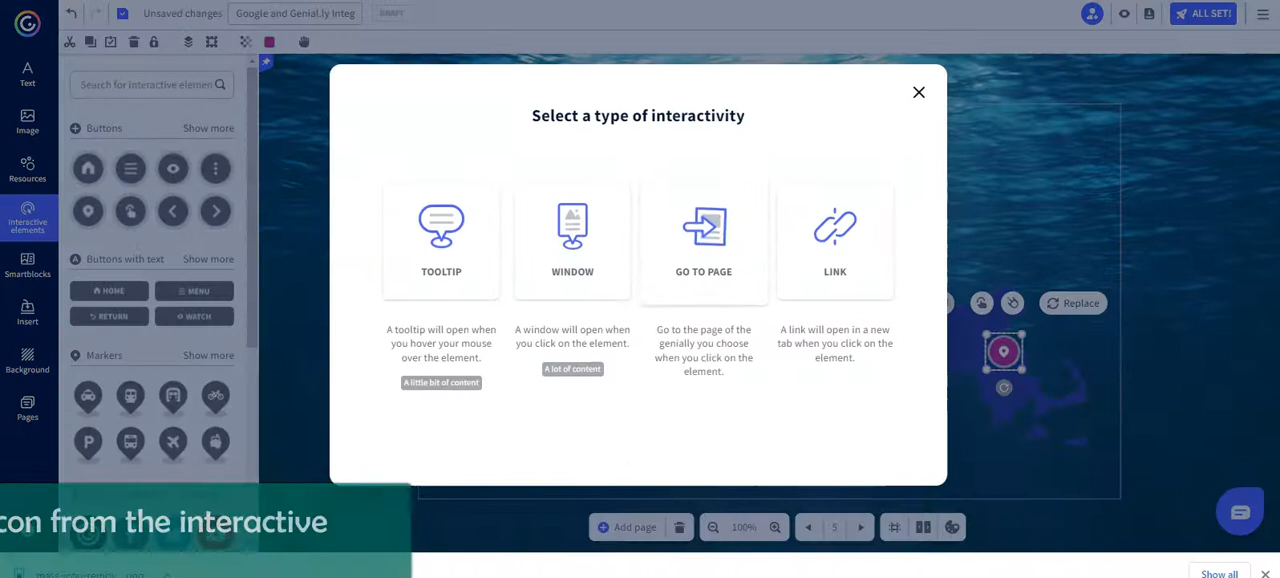 Unsaved changes
Google and Genial.ly Integ
DRAFT
ALL SET!
Text
Image
Resources
Interactive
elements
Smartblocks
Insert
Background
Pages
Search for interactive elemen
Buttons
Show more
Buttons with text
Show more
HOME
MENU
RETURN
WATCH
Markers
Show more
P
Select a type of interactivity
TOOLTIP
WINDOW
GO TO PAGE
LINK
A tooltip will open when
you hover your mouse
over the element.
A little bit of content
A window will open when
you click on the element.
A lot of content
Go to the page of the
genially you choose
when you click on the
element.
A link will open in a new
tab when you click on the
element.
Replace
con from the interactive
Add page
100%
5
Show all